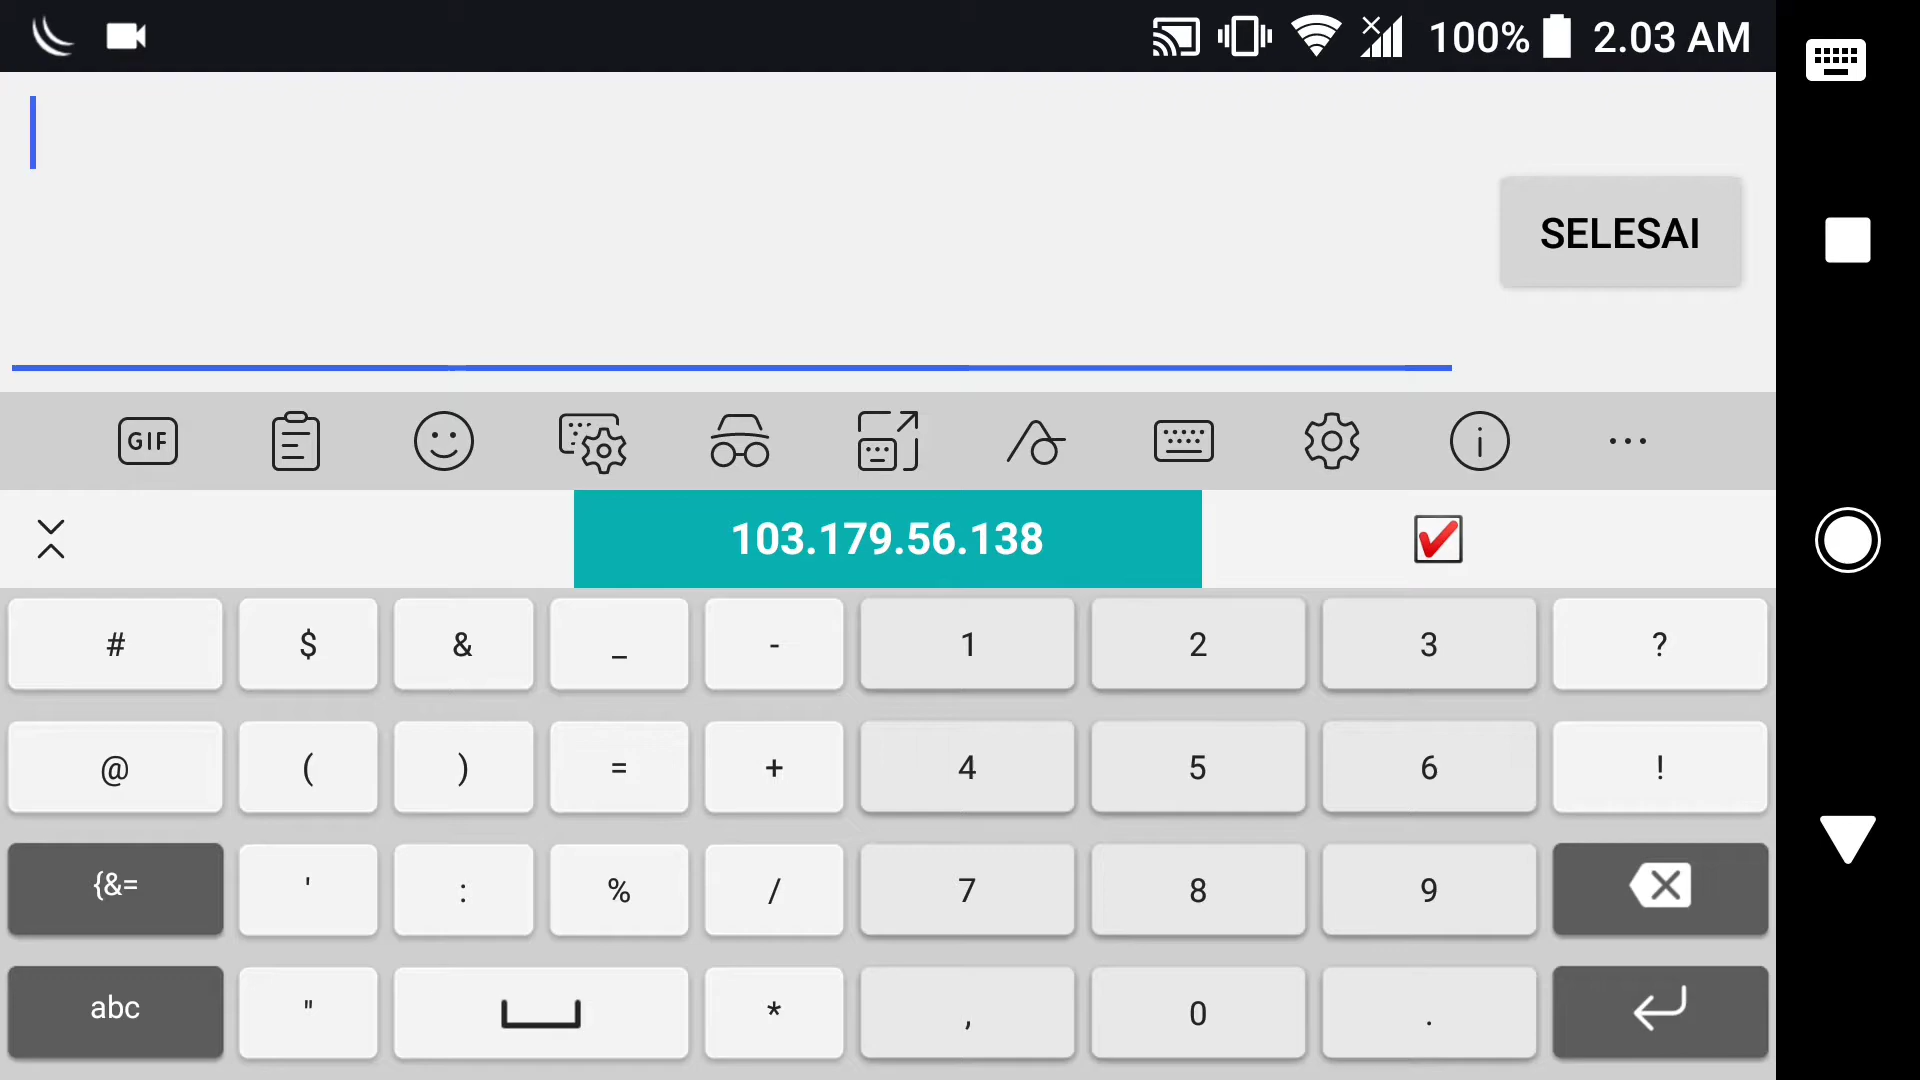 100% 2.03 AM
SELESAI
GIF
103.179.56.138
# $ & _ - 1 2 3 ?
@ ( ) = + 4 5 6 !
{&= ' : % / 7 8 9
abc " * , 0 .